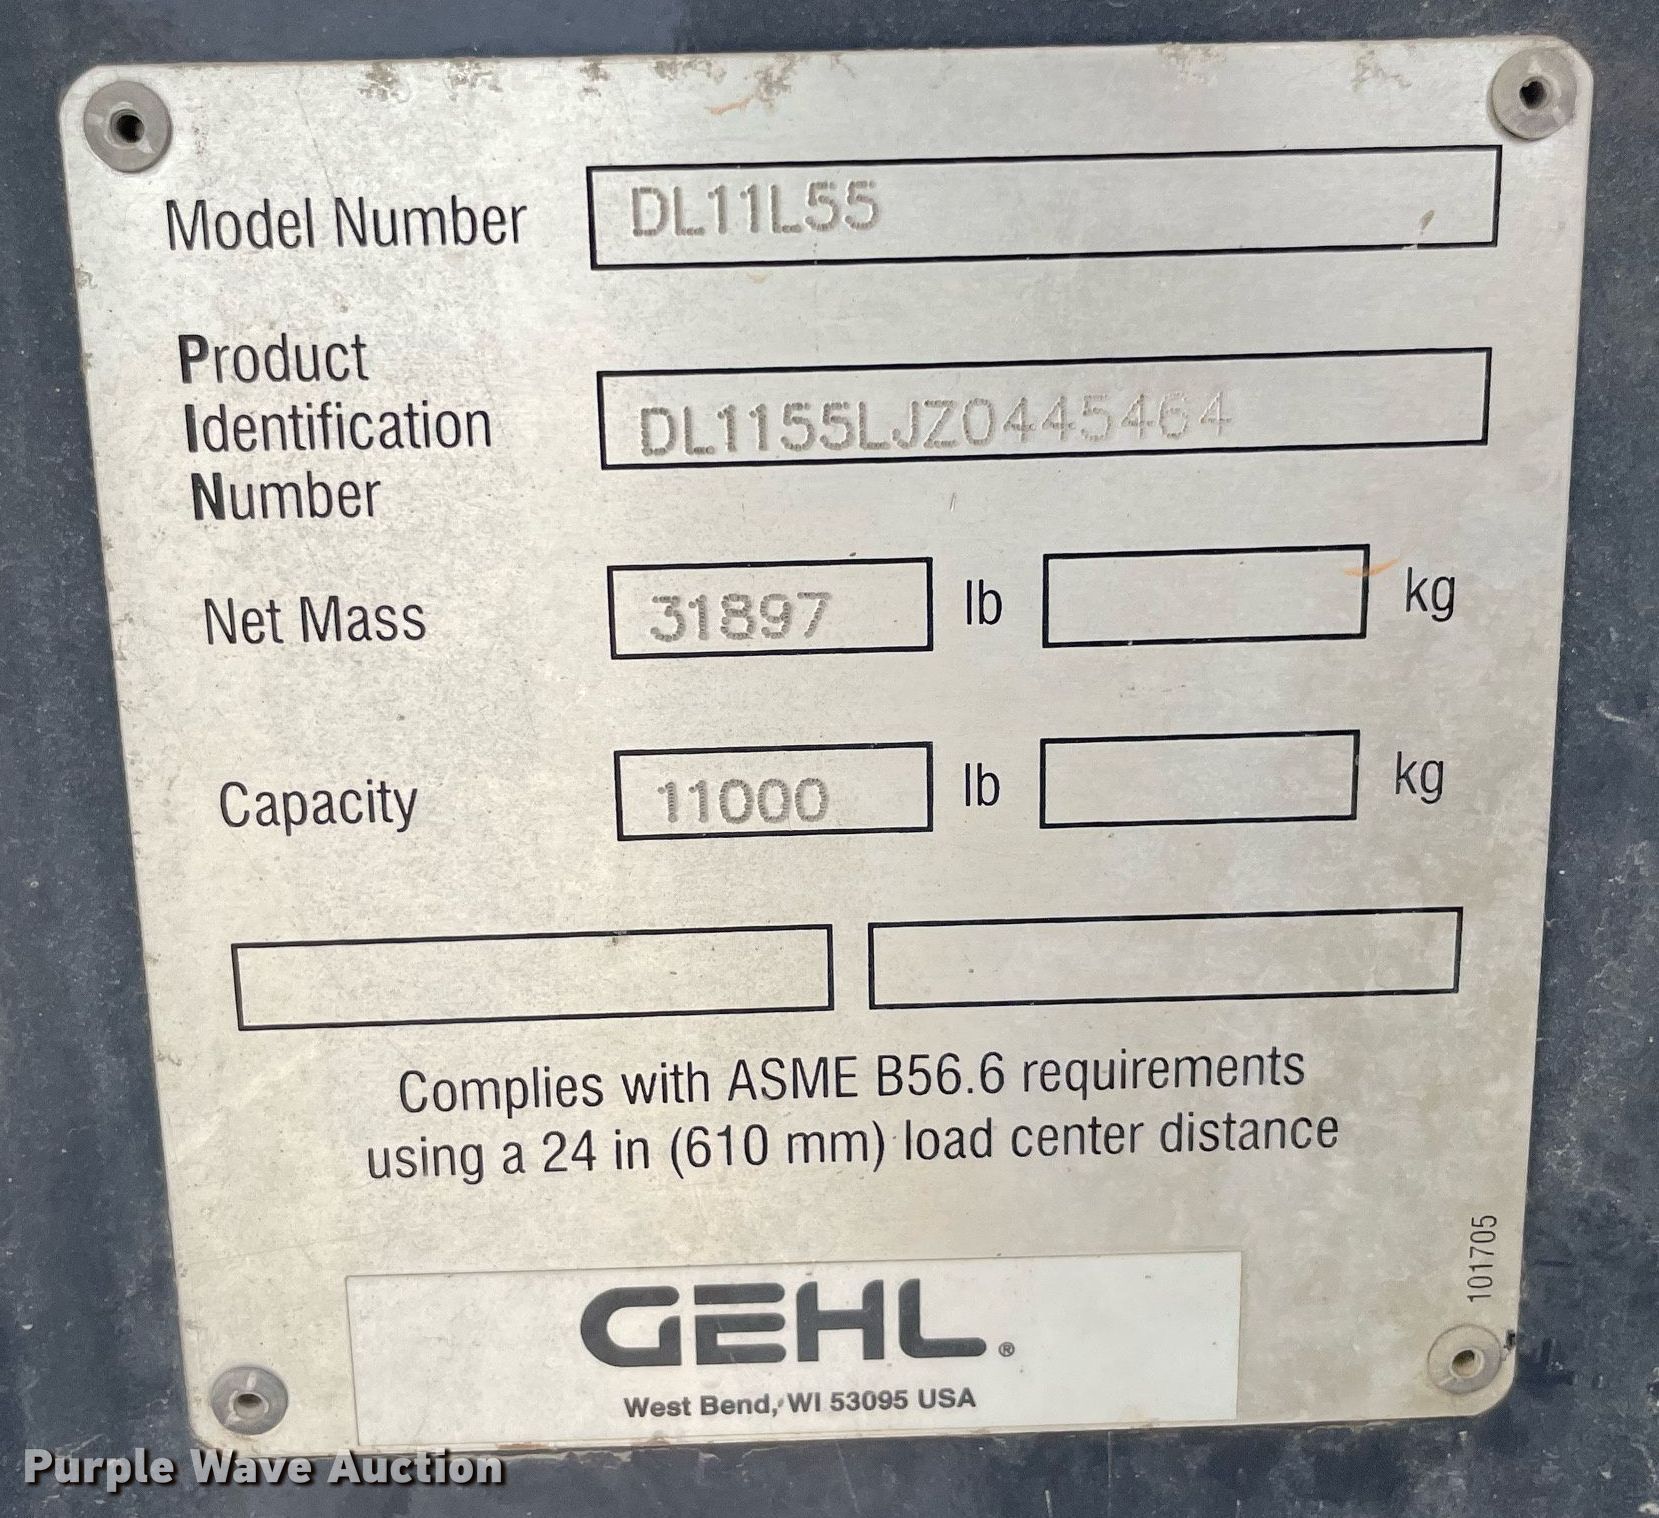 Model Number DL11L55
Product
Identification DL1155LJZ0445464
Number
Net Mass 31897 lb kg
Capacity 11000 lb kg
Complies with ASME B56.6 requirements
using a 24 in (610 mm) load center distance
101705
GEHL®
West Bend, WI 53095 USA
Purple Wave Auction